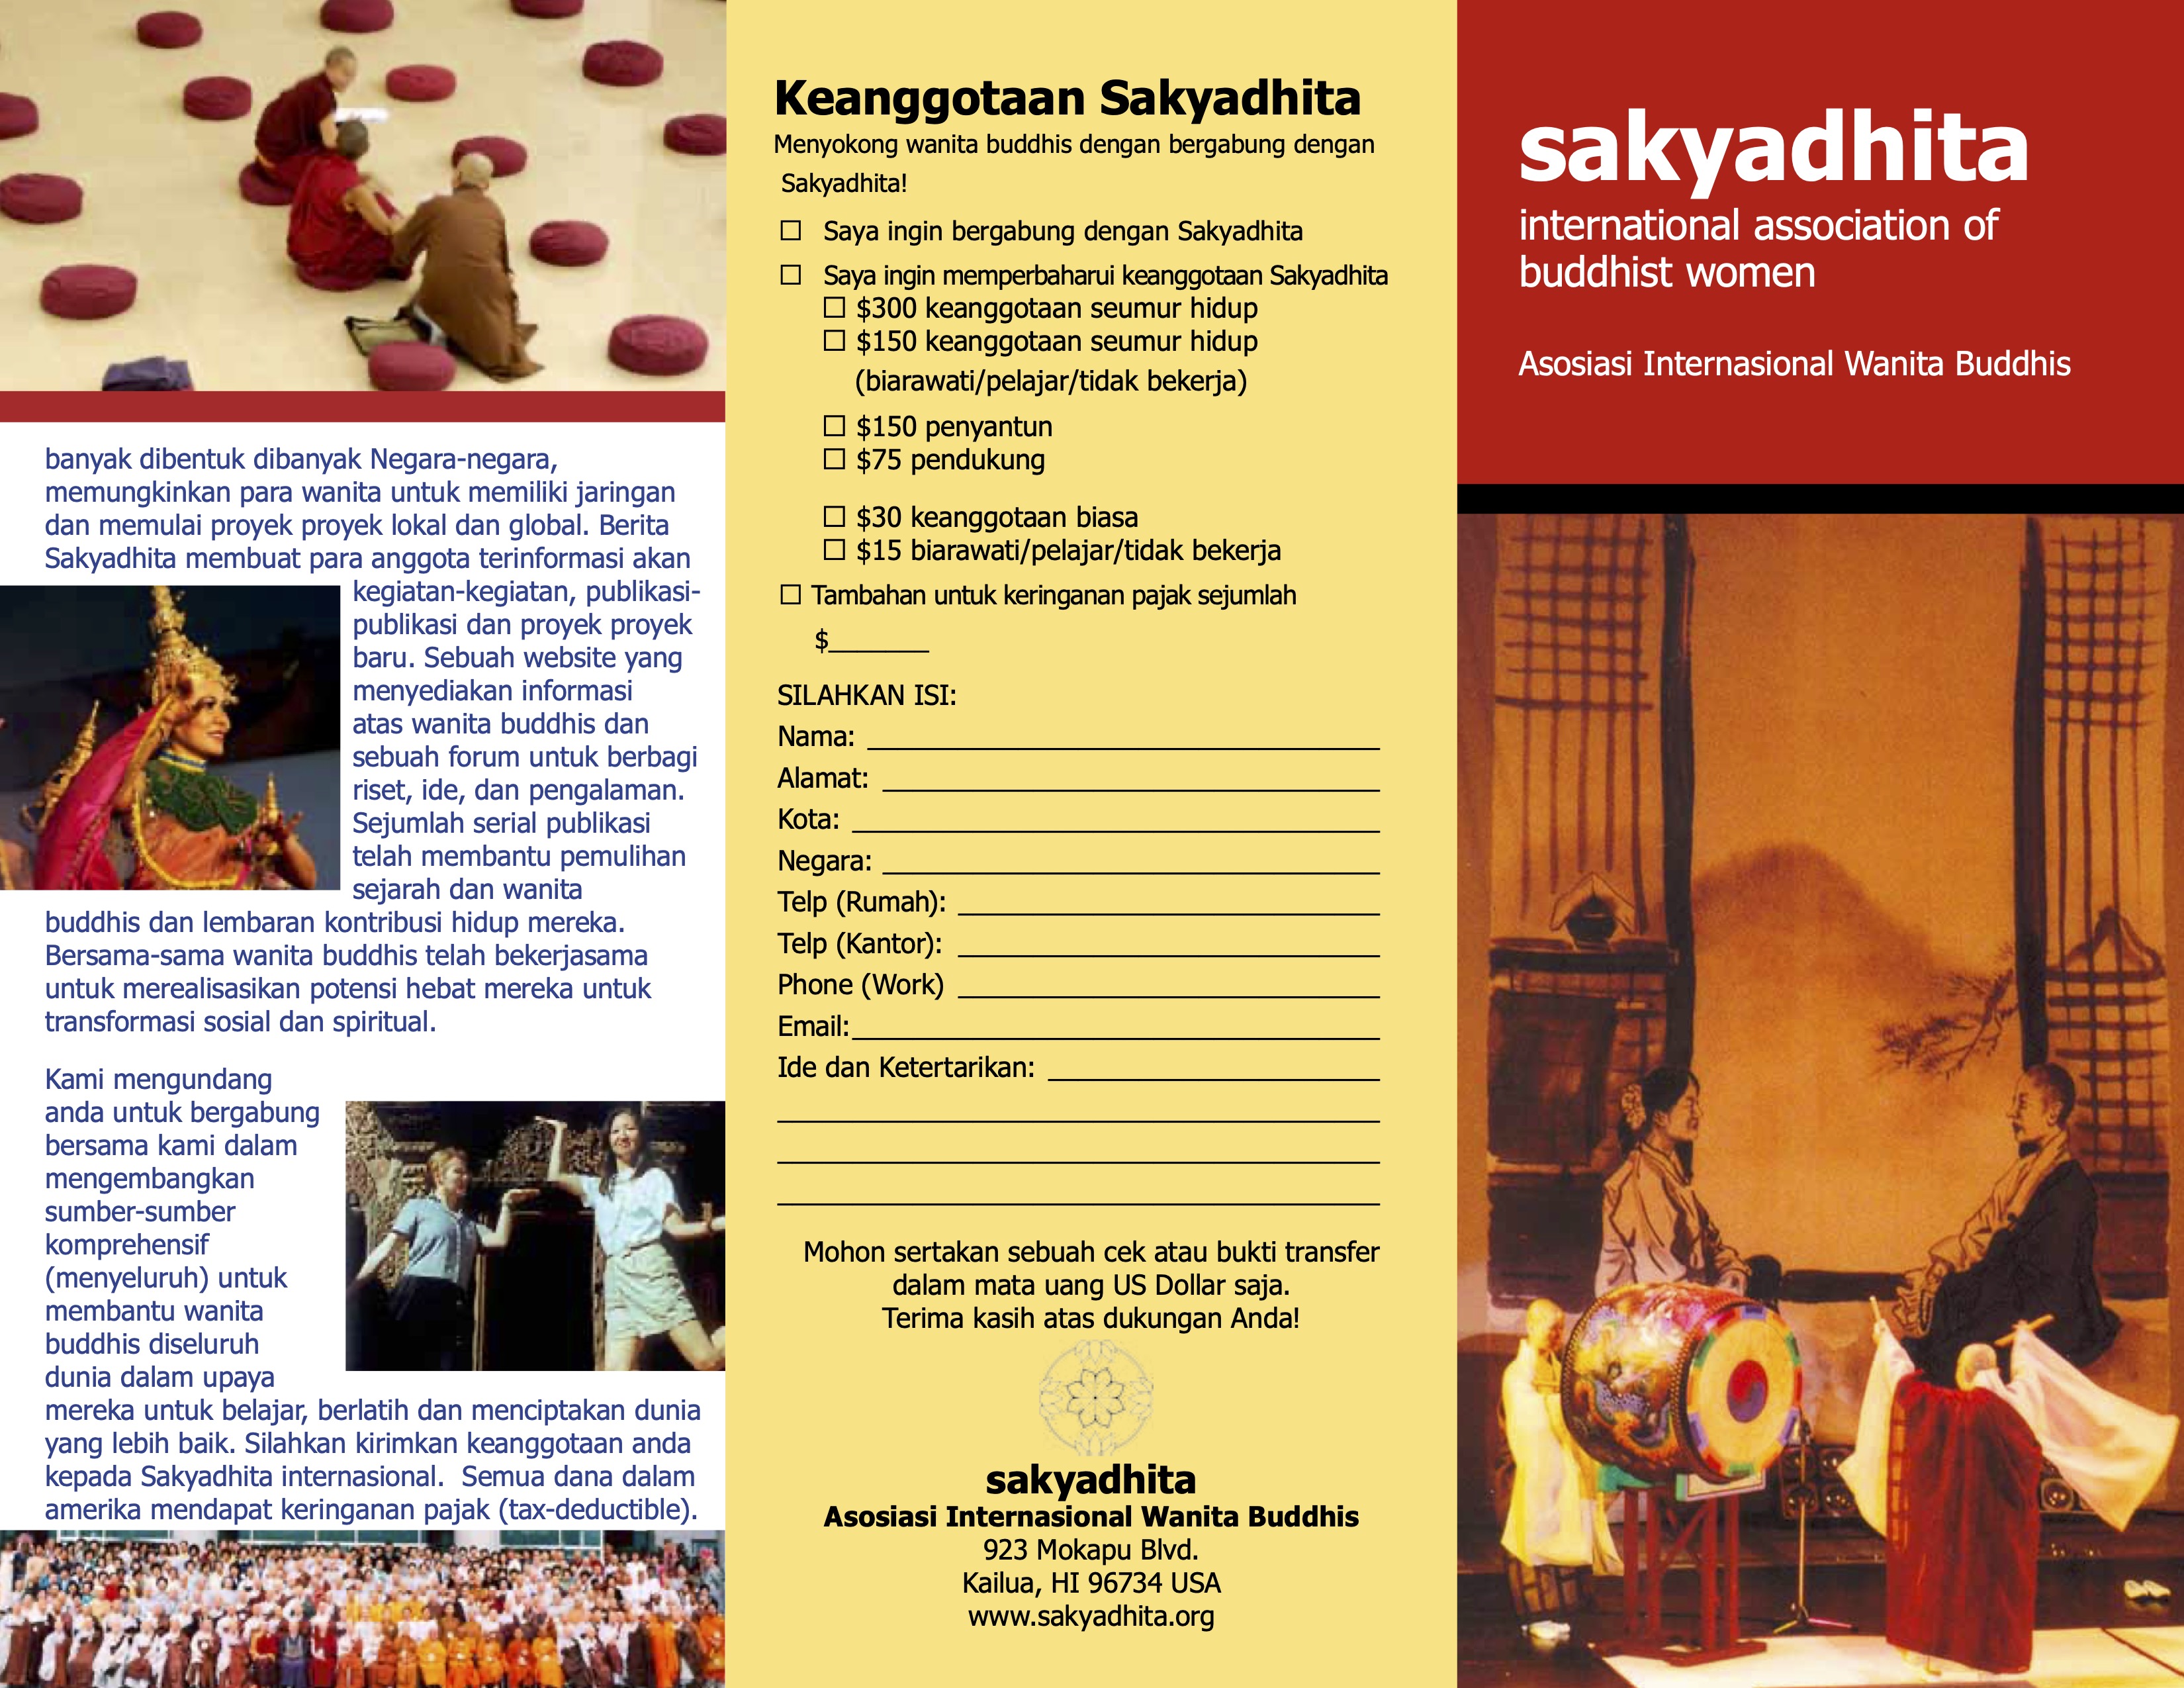 banyak dibentuk dibanyak Negara-negara,
memungkinkan para wanita untuk memiliki jaringan
dan memulai proyek proyek lokal dan global. Berita
Sakyadhita membuat para anggota terinformasi akan
kegiatan-kegiatan, publikasi-
publikasi dan proyek proyek
baru. Sebuah website yang
menyediakan informasi
atas wanita buddhis dan
sebuah forum untuk berbagi
riset, ide, dan pengalaman.
Sejumlah serial publikasi
telah membantu pemulihan
sejarah dan wanita
buddhis dan lembaran kontribusi hidup mereka.
Bersama-sama wanita buddhis telah bekerjasama
untuk merealisasikan potensi hebat mereka untuk
transformasi sosial dan spiritual.
Kami mengundang
anda untuk bergabung
bersama kami dalam
mengembangkan
sumber-sumber
komprehensif
(menyeluruh) untuk
membantu wanita
buddhis diseluruh
dunia dalam upaya
mereka untuk belajar, berlatih dan menciptakan dunia
yang lebih baik. Silahkan kirimkan keanggotaan anda
kepada Sakyadhita internasional.  Semua dana dalam
amerika mendapat keringanan pajak (tax-deductible).
Keanggotaan Sakyadhita
Menyokong wanita buddhis dengan bergabung dengan
Sakyadhita!
☐ Saya ingin bergabung dengan Sakyadhita
☐ Saya ingin memperbaharui keanggotaan Sakyadhita
☐ $300 keanggotaan seumur hidup
☐ $150 keanggotaan seumur hidup
(biarawati/pelajar/tidak bekerja)
☐ $150 penyantun
☐ $75 pendukung
☐ $30 keanggotaan biasa
☐ $15 biarawati/pelajar/tidak bekerja
☐ Tambahan untuk keringanan pajak sejumlah
$_______
SILAHKAN ISI:
Nama: ____
Alamat: ____
Kota: ____
Negara: ____
Telp (Rumah): ____
Telp (Kantor): ____
Phone (Work) ____
Email: ____
Ide dan Ketertarikan: ____
Mohon sertakan sebuah cek atau bukti transfer
dalam mata uang US Dollar saja.
Terima kasih atas dukungan Anda!
sakyadhita
Asosiasi Internasional Wanita Buddhis
923 Mokapu Blvd.
Kailua, HI 96734 USA
www.sakyadhita.org
sakyadhita
international association of
buddhist women
Asosiasi Internasional Wanita Buddhis